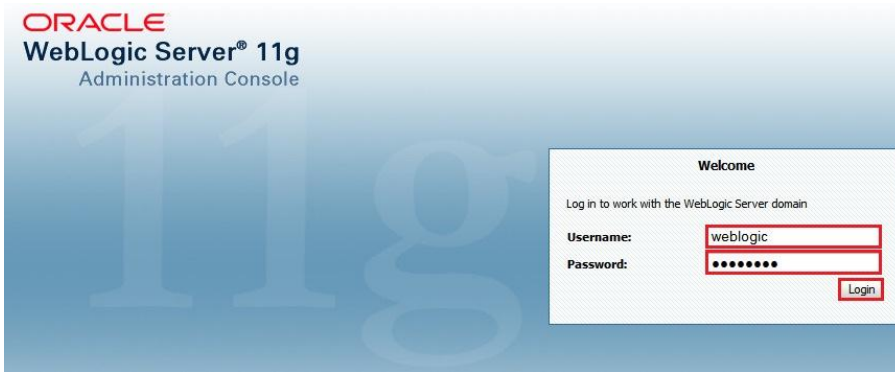 ORACLE
WebLogic Server® 11g
Administration Console
11g
Welcome
Log in to work with the WebLogic Server domain
Username: weblogic
Password: ••••••••
Login